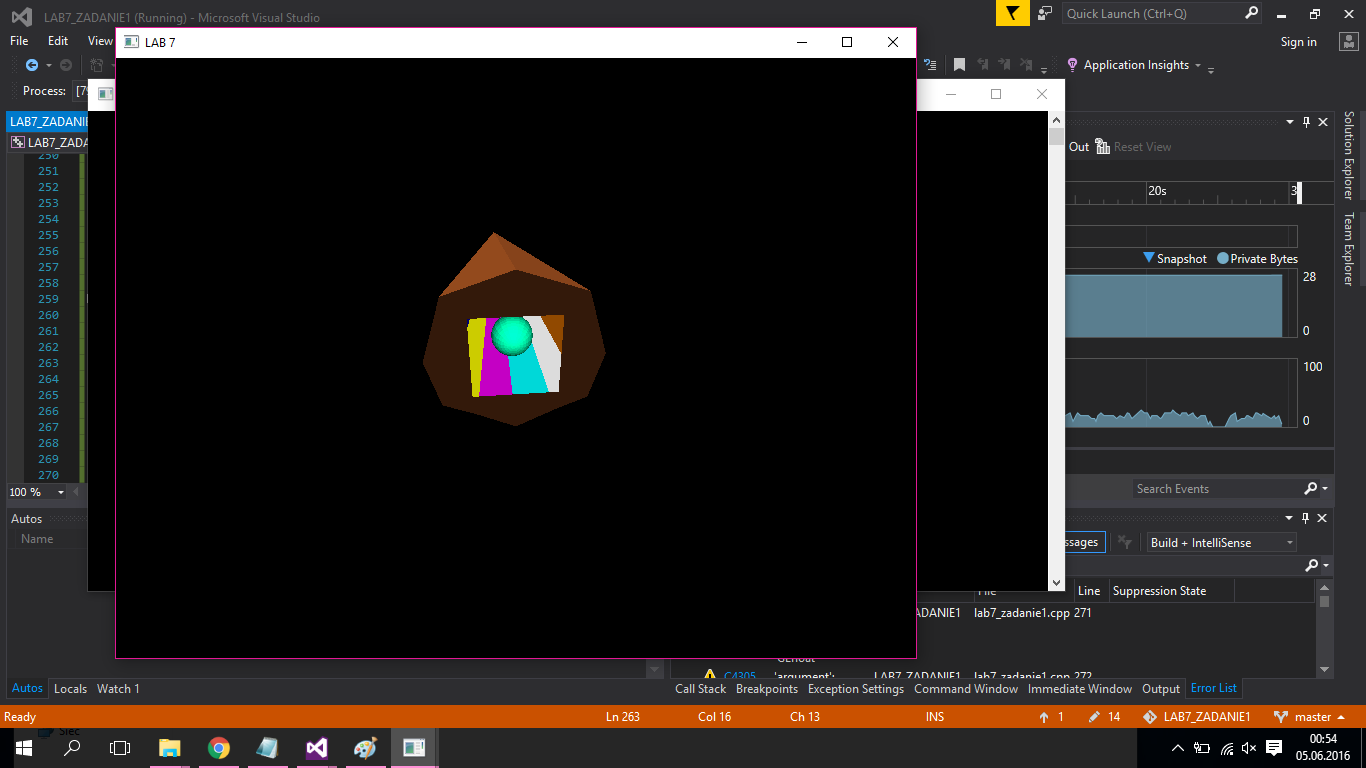 LAB7_ZADANIE1 (Running) - Microsoft Visual Studio
Quick Launch (Ctrl+Q)
File Edit View
Sign in
LAB 7
Application Insights
Process: [79
LAB7_ZADANIE
LAB7_ZADA
Out Reset View
20s 3
Snapshot Private Bytes
28
0
100
0
250
251
252
253
254
255
256
257
258
259
260
261
262
263
264
265
266
267
268
269
270
100 %
Autos
Name
Search Events
ssages Build + IntelliSense
File Line Suppression State
DANIE1 lab7_zadanie1.cpp 271
GLfloat
C4305 'argument': LAB7_ZADANIE1 lab7_zadanie1.cpp 272
Autos Locals Watch 1
Call Stack Breakpoints Exception Settings Command Window Immediate Window Output Error List
Ready Ln 263 Col 16 Ch 13 INS 1 14 LAB7_ZADANIE1 master
Solution Explorer
Team Explorer
Sieć
00:54
05.06.2016